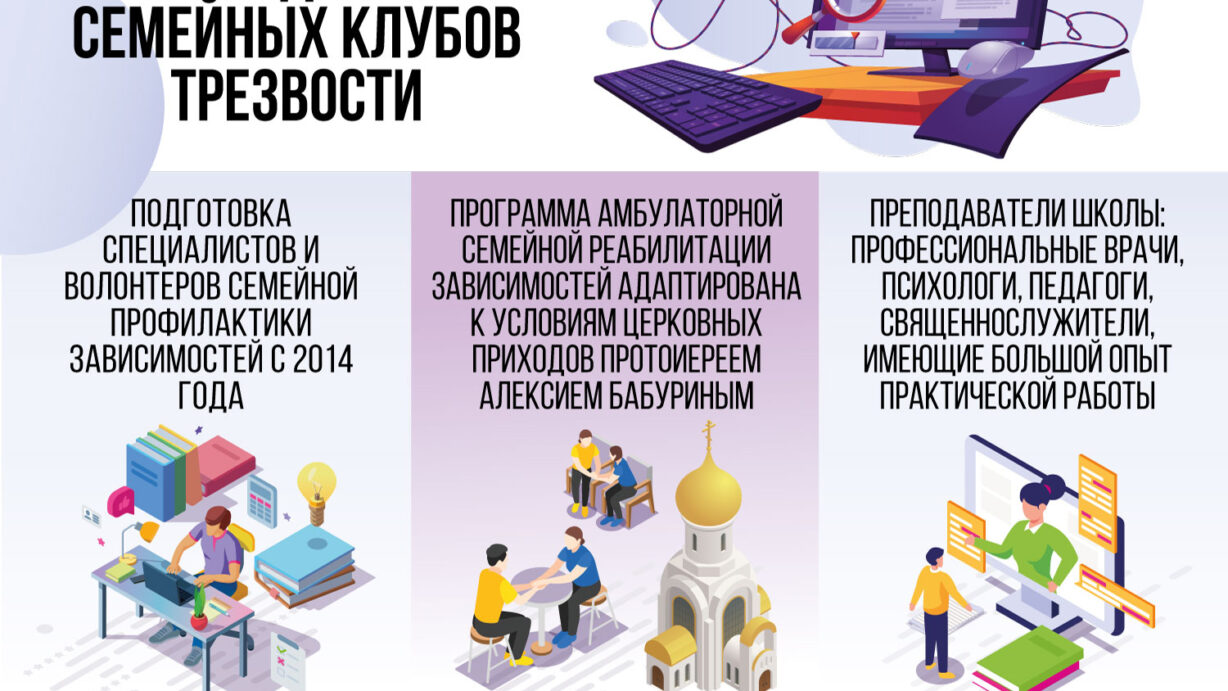 СЕМЕЙНЫХ КЛУБОВ
ТРЕЗВОСТИ
ПОДГОТОВКА
СПЕЦИАЛИСТОВ И
ВОЛОНТЕРОВ СЕМЕЙНОЙ
ПРОФИЛАКТИКИ
ЗАВИСИМОСТЕЙ С 2014
ГОДА
ПРОГРАММА АМБУЛАТОРНОЙ
СЕМЕЙНОЙ РЕАБИЛИТАЦИИ
ЗАВИСИМОСТЕЙ АДАПТИРОВАНА
К УСЛОВИЯМ ЦЕРКОВНЫХ
ПРИХОДОВ ПРОТОИЕРЕЕМ
АЛЕКСИЕМ БАБУРИНЫМ
ПРЕПОДАВАТЕЛИ ШКОЛЫ:
ПРОФЕССИОНАЛЬНЫЕ ВРАЧИ,
ПСИХОЛОГИ, ПЕДАГОГИ,
СВЯЩЕННОСЛУЖИТЕЛИ,
ИМЕЮЩИЕ БОЛЬШОЙ ОПЫТ
ПРАКТИЧЕСКОЙ РАБОТЫ